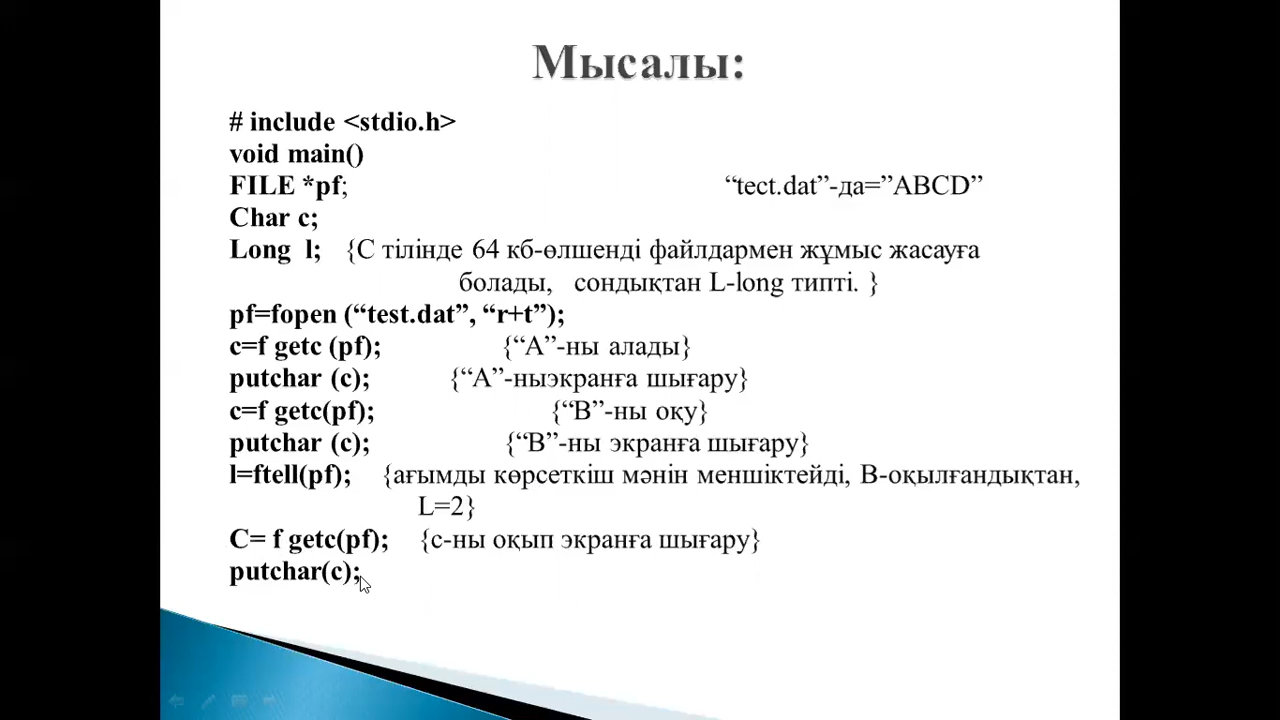 Мысалы:
# include <stdio.h>
void main()
FILE *pf; “tect.dat”-да=”ABCD”
Char c;
Long l; {С тілінде 64 кб-өлшенді файлдармен жұмыс жасауға
болады, сондықтан L-long типті. }
pf=fopen (“test.dat”, “r+t”);
c=f getc (pf); {“A”-ны алады}
putchar (c); {“A”-ныэкранға шығару}
c=f getc(pf); {“B”-ны оқу}
putchar (c); {“B”-ны экранға шығару}
l=ftell(pf); {ағымды көрсеткіш мәнін меншіктейді, B-оқылғандықтан,
L=2}
C= f getc(pf); {с-ны оқып экранға шығару}
putchar(c);